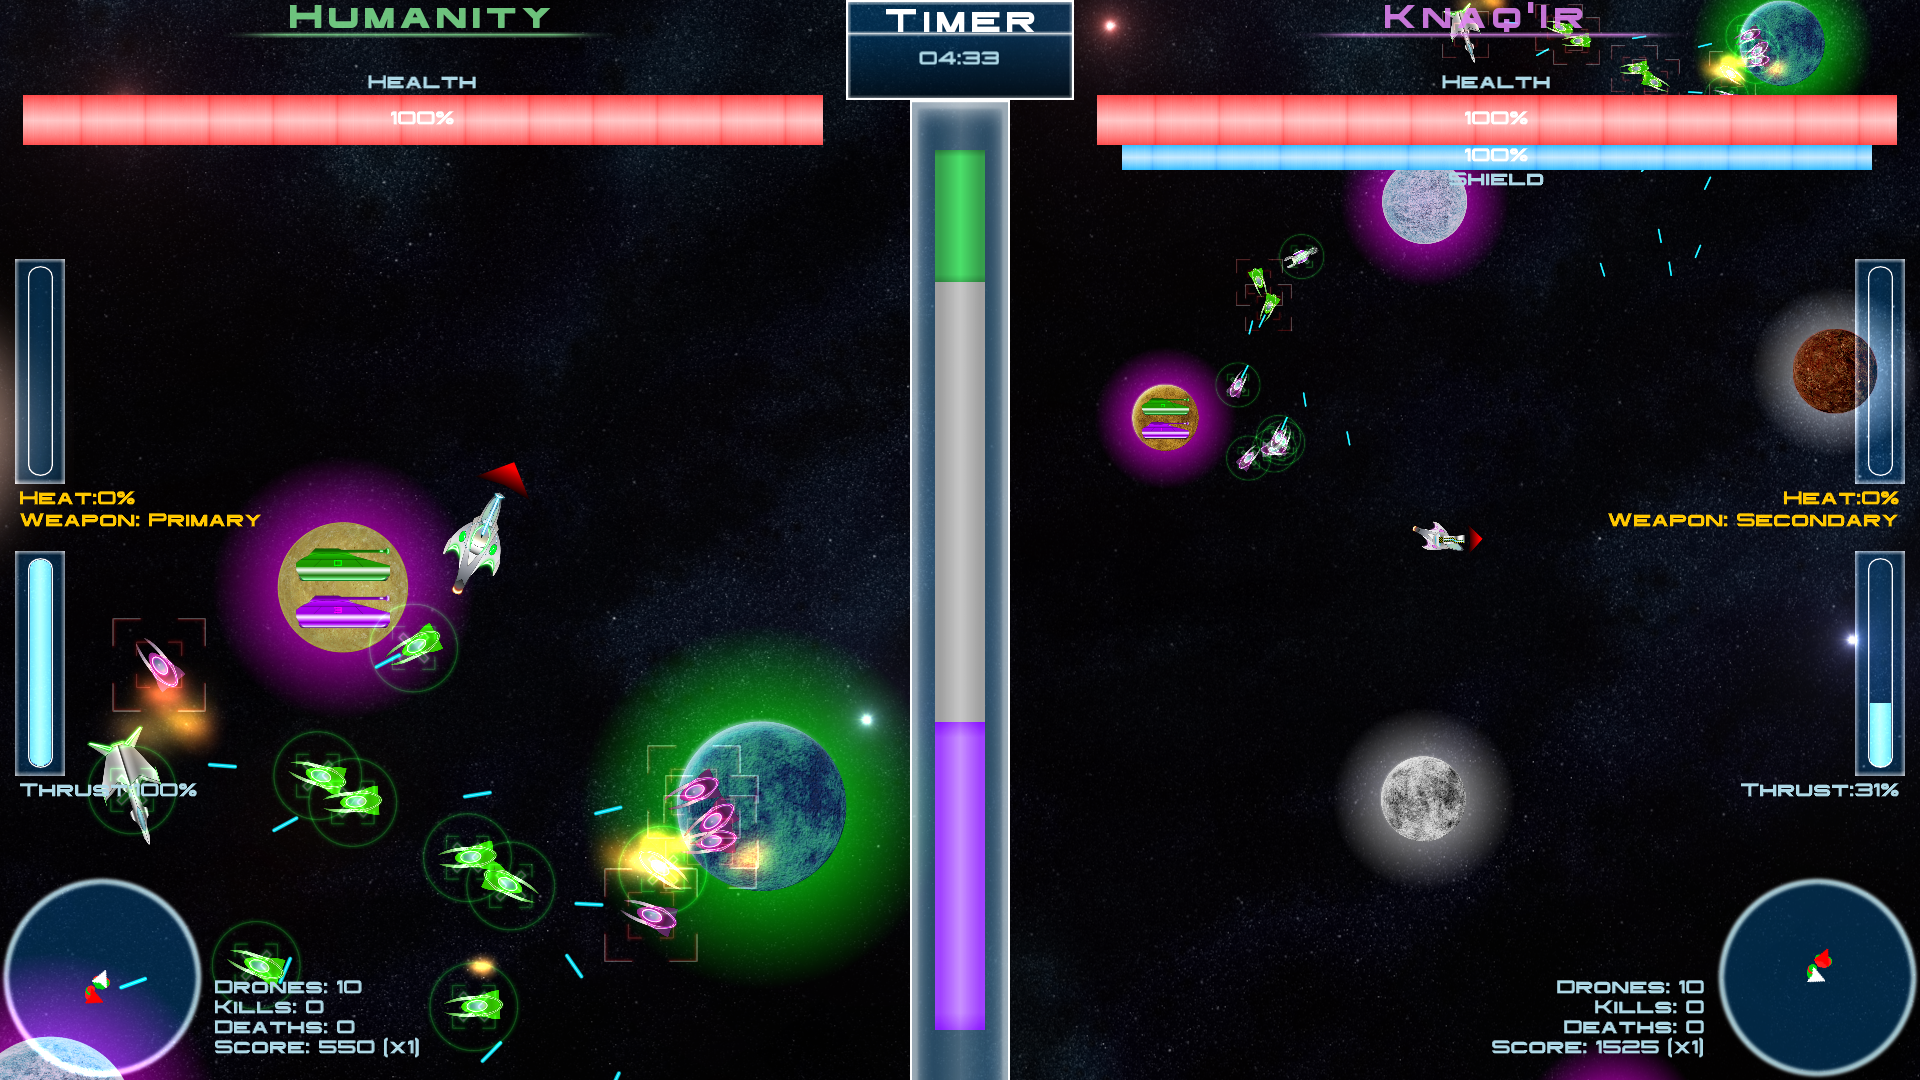 Humanity
Health
100%
Heat:0%
Weapon: Primary
Thrust:100%
Drones: 10
Kills: 0
Deaths: 0
Score: 550 (x1)
Timer
04:33
Knaq'ir
Health
100%
100%
Shield
Heat:0%
Weapon: Secondary
Thrust:31%
Drones: 10
Kills: 0
Deaths: 0
Score: 1525 (x1)